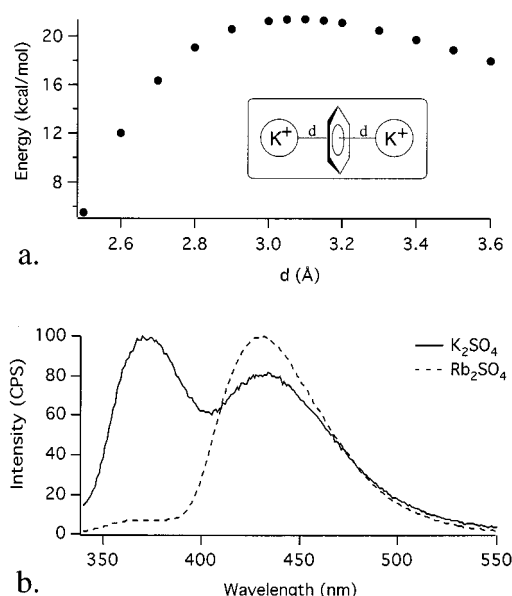 a.
Energy (kcal/mol)
20
16
12
8
K+ d d K+
2.6 2.8 3.0 3.2 3.4 3.6
d (Å)
b.
Intensity (CPS)
100
80
60
40
20
0
K2SO4
Rb2SO4
350 400 450 500 550
Wavelength (nm)